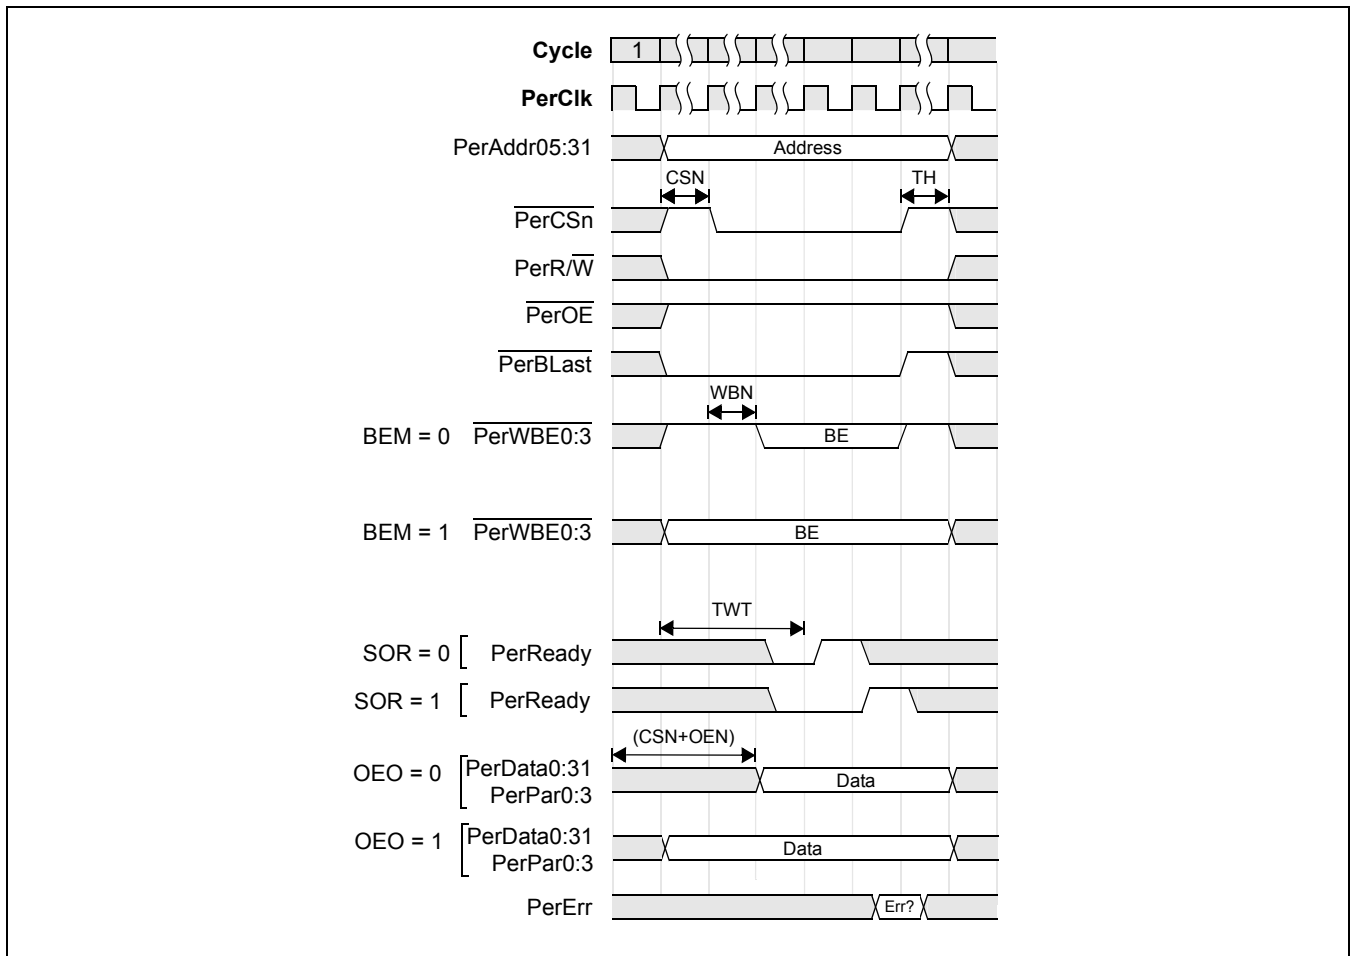 Cycle 1
PerClk
PerAddr05:31 Address
CSN TH
PerCSn
PerR/W
PerOE
PerBLast
WBN
BEM = 0 PerWBE0:3 BE
BEM = 1 PerWBE0:3 BE
TWT
SOR = 0 [ PerReady
SOR = 1 [ PerReady
(CSN+OEN)
OEO = 0 [ PerData0:31
PerPar0:3 Data
OEO = 1 [ PerData0:31
PerPar0:3 Data
PerErr Err?